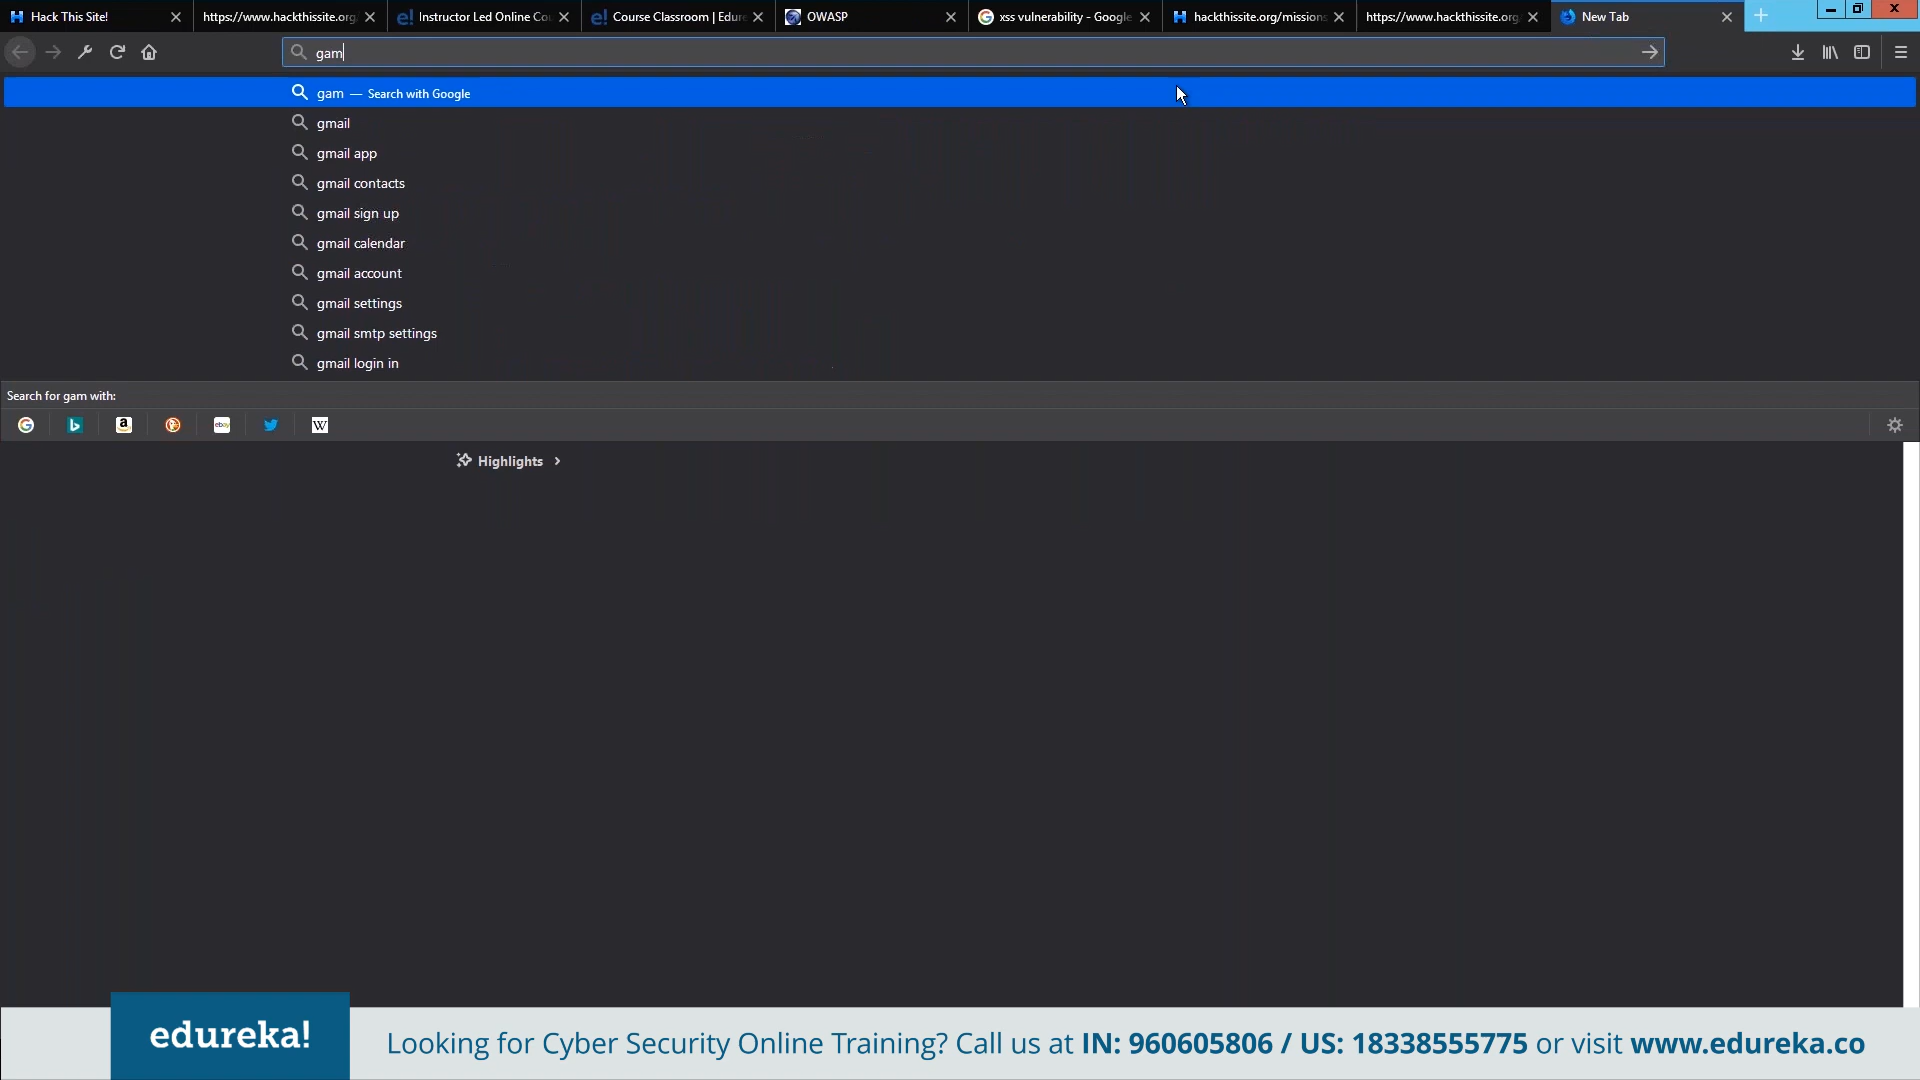 Hack This Site!
https://www.hackthissite.org
Instructor Led Online Cou
Course Classroom | Edure
OWASP
xss vulnerability - Google
hackthissite.org/missions
https://www.hackthissite.org
New Tab
gam
gam — Search with Google
gmail
gmail app
gmail contacts
gmail sign up
gmail calendar
gmail account
gmail settings
gmail smtp settings
gmail login in
Search for gam with:
Highlights
edureka!
Looking for Cyber Security Online Training? Call us at IN: 960605806 / US: 18338555775 or visit www.edureka.co